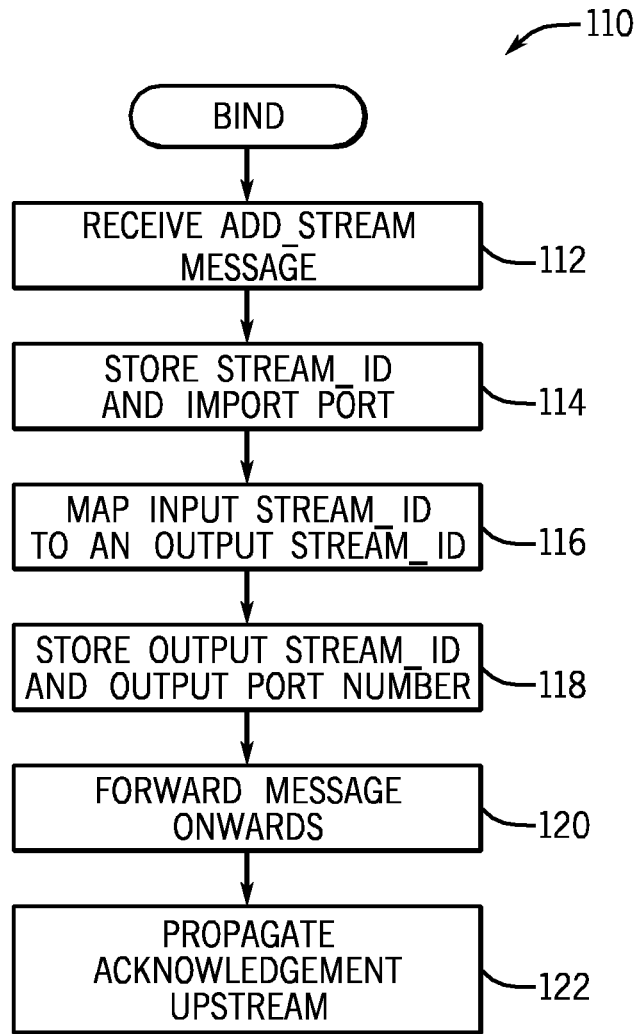 110
BIND
RECEIVE ADD_STREAM
MESSAGE
112
STORE STREAM_ID
AND IMPORT PORT
114
MAP INPUT STREAM_ID
TO AN OUTPUT STREAM_ID
116
STORE OUTPUT STREAM_ID
AND OUTPUT PORT NUMBER
118
FORWARD MESSAGE
ONWARDS
120
PROPAGATE
ACKNOWLEDGEMENT
UPSTREAM
122